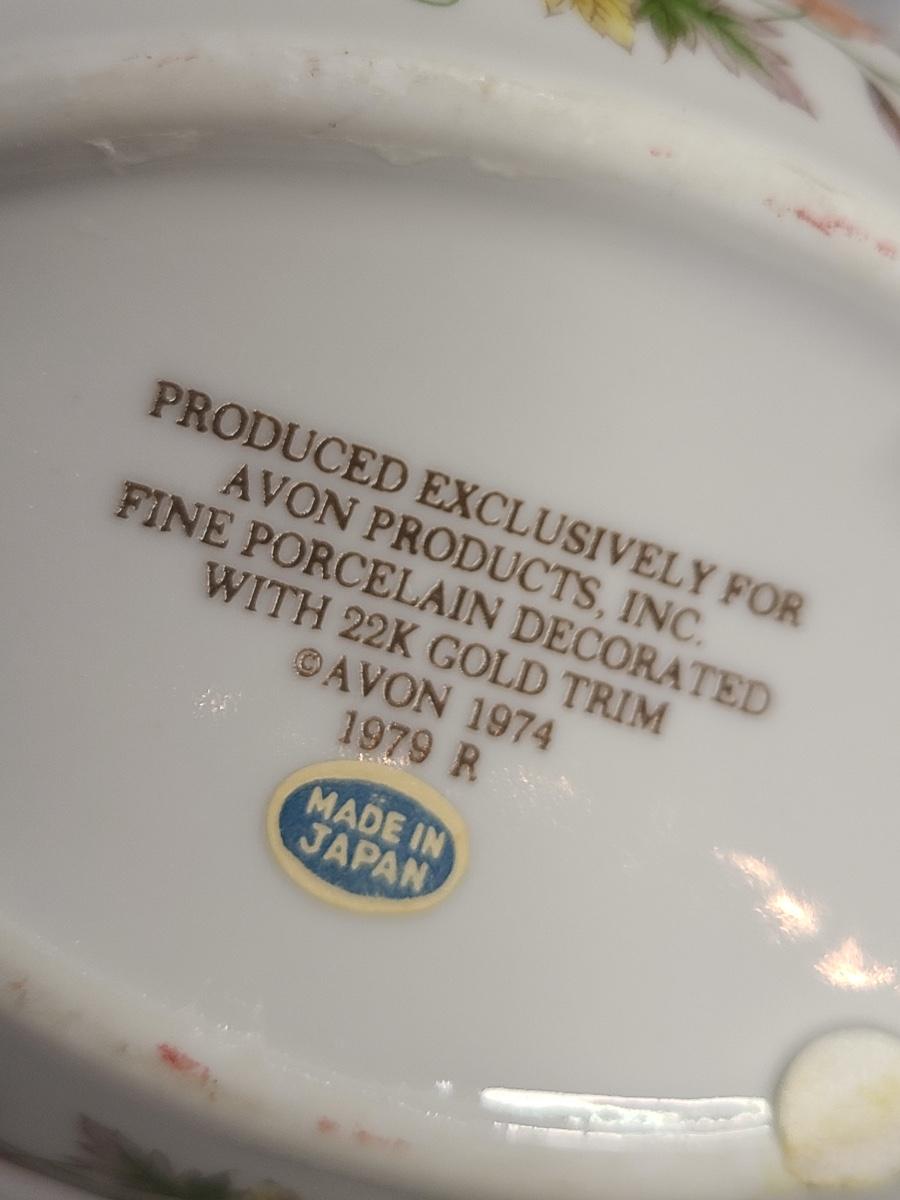 PRODUCED EXCLUSIVELY FOR
AVON PRODUCTS, INC.
FINE PORCELAIN DECORATED
WITH 22K GOLD TRIM
©AVON 1974
1979 R
MADE IN
JAPAN